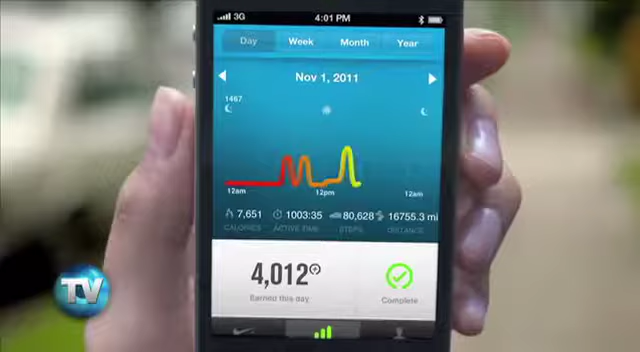 3G 4:01 PM
Day Week Month Year
Nov 1, 2011
1467
12am 12pm 12am
7,651 1003:35 80,628 16755.3 mi
CALORIES ACTIVE TIME STEPS DISTANCE
4,012
Earned this day Complete
TV